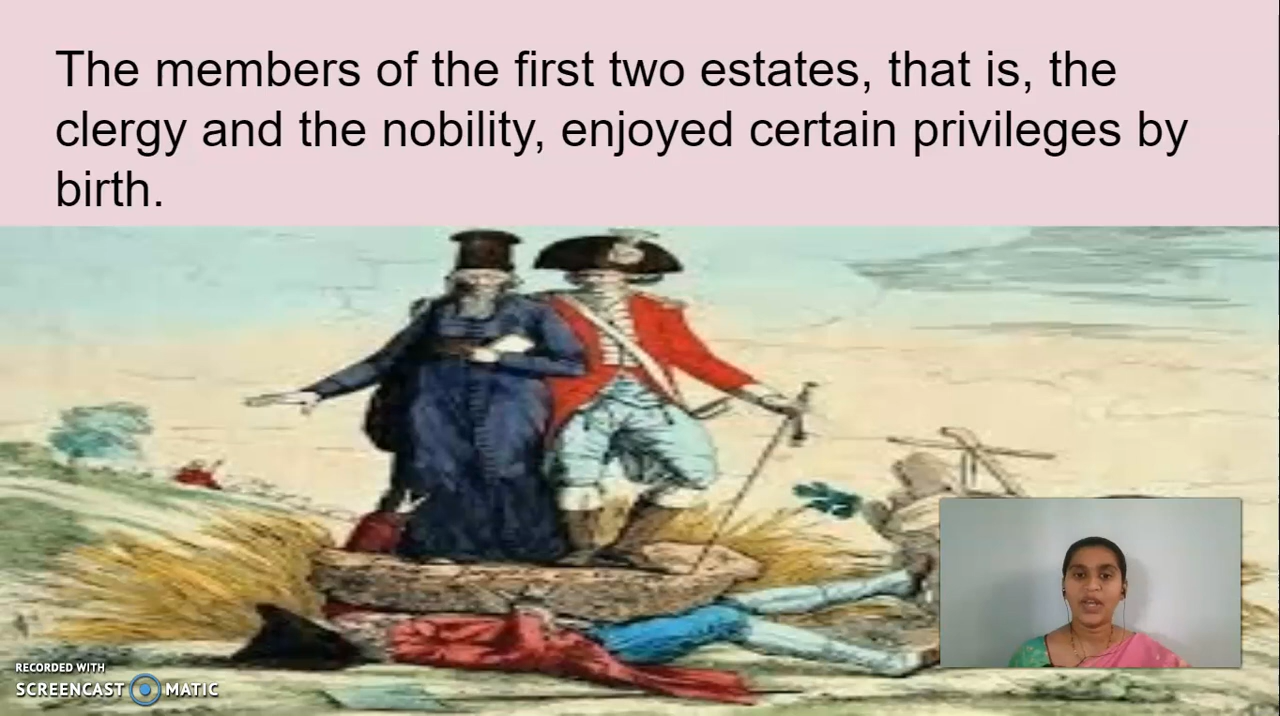 The members of the first two estates, that is, the
clergy and the nobility, enjoyed certain privileges by
birth.
RECORDED WITH
SCREENCAST MATIC